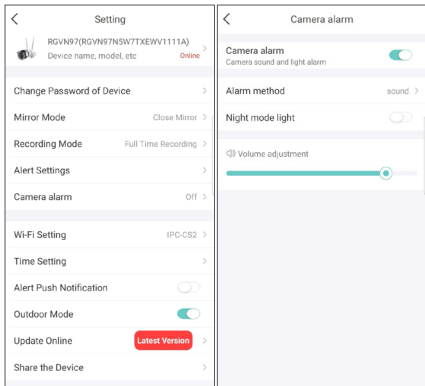 Setting
RGVN97(RGVN97N5W7TXEWV1111A)
Device name, model, etc Online
Change Password of Device
Mirror Mode Close Mirror
Recording Mode Full Time Recording
Alert Settings
Camera alarm Off
Wi-Fi Setting IPC-CS2
Time Setting
Alert Push Notification
Outdoor Mode
Update Online Latest Version
Share the Device
Camera alarm
Camera alarm
Camera sound and light alarm
Alarm method sound
Night mode light
Volume adjustment